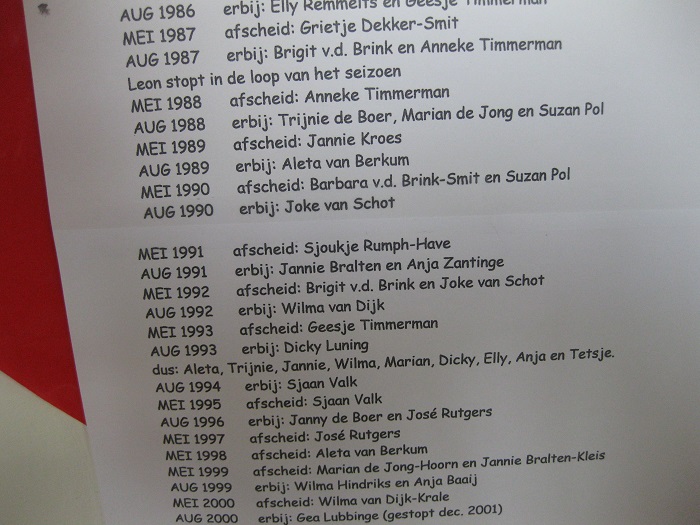 AUG 1986 erbij: Elly Remmelts en Geesje Timmerman
MEI 1987 afscheid: Grietje Dekker-Smit
AUG 1987 erbij: Brigit v.d. Brink en Anneke Timmerman
Leon stopt in de loop van het seizoen
MEI 1988 afscheid: Anneke Timmerman
AUG 1988 erbij: Trijnie de Boer, Marian de Jong en Suzan Pol
MEI 1989 afscheid: Jannie Kroes
AUG 1989 erbij: Aleta van Berkum
MEI 1990 afscheid: Barbara v.d. Brink-Smit en Suzan Pol
AUG 1990 erbij: Joke van Schot
MEI 1991 afscheid: Sjoukje Rumph-Have
AUG 1991 erbij: Jannie Bralten en Anja Zantinge
MEI 1992 afscheid: Brigit v.d. Brink en Joke van Schot
AUG 1992 erbij: Wilma van Dijk
MEI 1993 afscheid: Geesje Timmerman
AUG 1993 erbij: Dicky Luning
dus: Aleta, Trijnie, Jannie, Wilma, Marian, Dicky, Elly, Anja en Tetsje.
AUG 1994 erbij: Sjaan Valk
MEI 1995 afscheid: Sjaan Valk
AUG 1996 erbij: Janny de Boer en José Rutgers
MEI 1997 afscheid: José Rutgers
MEI 1998 afscheid: Aleta van Berkum
MEI 1999 afscheid: Marian de Jong-Hoorn en Jannie Bralten-Kleis
AUG 1999 erbij: Wilma Hindriks en Anja Baaij
MEI 2000 afscheid: Wilma van Dijk-Krale
AUG 2000 erbij: Gea Lubbinge (gestopt dec. 2001)